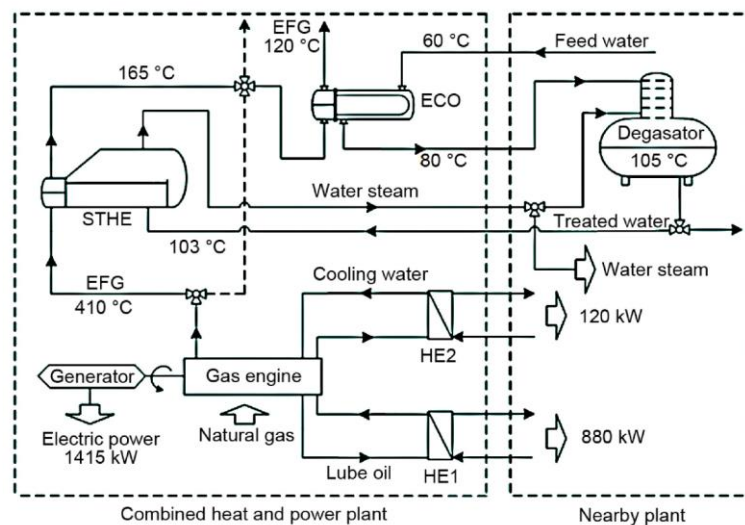 EFG
120 °C
60 °C
Feed water
165 °C
ECO
Degasator
105 °C
80 °C
Water steam
STHE
Treated water
103 °C
Water steam
EFG
410 °C
Cooling water
120 kW
HE2
Generator
Gas engine
Electric power
1415 kW
Natural gas
880 kW
Lube oil
HE1
Combined heat and power plant
Nearby plant